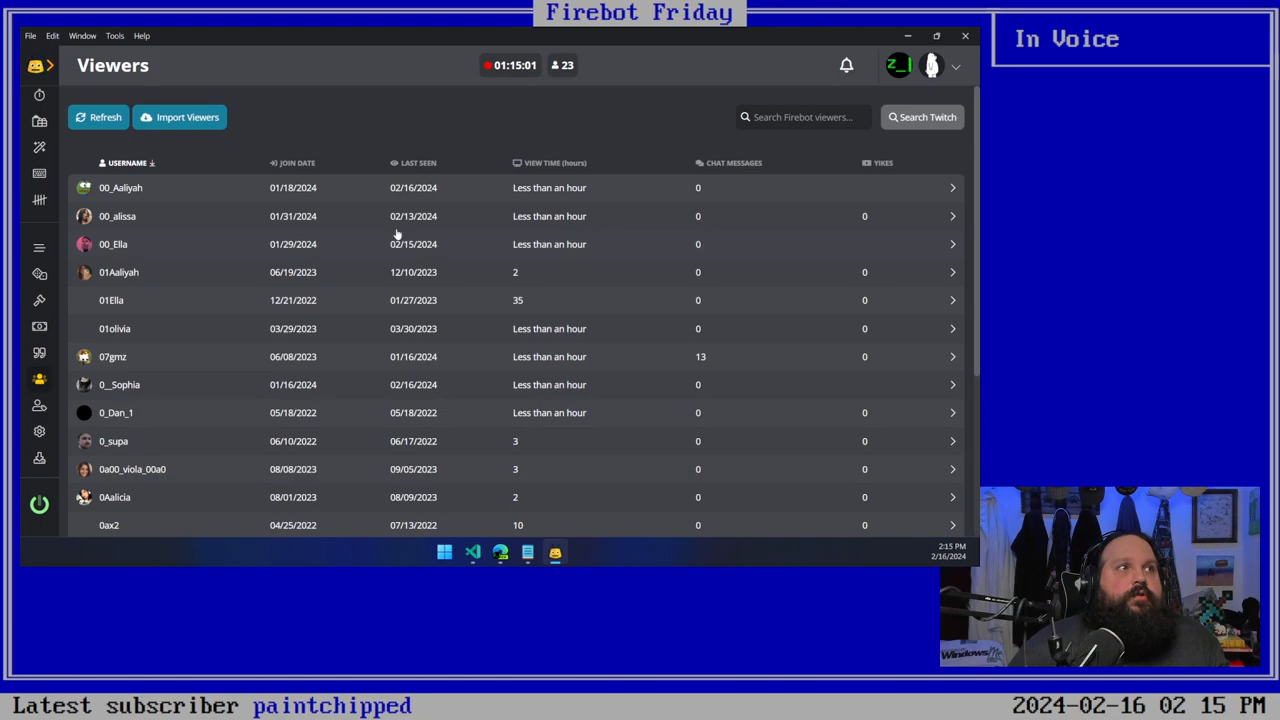 Firebot Friday
In Voice
File Edit Window Tools Help
Viewers
01:15:01
23
z_l
Refresh
Import Viewers
Search Firebot viewers...
Search Twitch
USERNAME JOIN DATE LAST SEEN VIEW TIME (hours) CHAT MESSAGES YIKES
00_Aaliyah 01/18/2024 02/16/2024 Less than an hour 0
00_alissa 01/31/2024 02/13/2024 Less than an hour 0 0
00_Ella 01/29/2024 02/15/2024 Less than an hour 0
01Aaliyah 06/19/2023 12/10/2023 2 0 0
01Ella 12/21/2022 01/27/2023 35 0 0
01olivia 03/29/2023 03/30/2023 Less than an hour 0 0
07gmz 06/08/2023 01/16/2024 Less than an hour 13 0
0__Sophia 01/16/2024 02/16/2024 Less than an hour 0
0_Dan_1 05/18/2022 05/18/2022 Less than an hour 0 0
0_supa 06/10/2022 06/17/2022 3 0 0
0a00_viola_00a0 08/08/2023 09/05/2023 3 0 0
0Aalicia 08/01/2023 08/09/2023 2 0 0
0ax2 04/25/2022 07/13/2022 10 0 0
2:15 PM
2/16/2024
Windows Me
Latest subscriber paintchipped
2024-02-16 02 15 PM